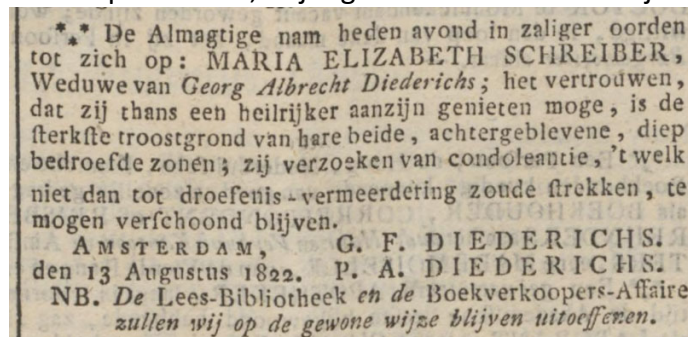 *⁎* De Almagtige nam heden avond in zaliger oorden
tot zich op: MARIA ELIZABETH SCHREIBER,
Weduwe van Georg Albrecht Diederichs; het vertrouwen,
dat zij thans een heilrijker aanzijn genieten moge, is de
ſterkſte troostgrond van hare beide, achtergeblevene, diep
bedroefde zonen; zij verzoeken van condoleantie, 't welk
niet dan tot droefenis-vermeerdering zoude ſtrekken, te
mogen verſchoond blijven.
AMSTERDAM, G. F. DIEDERICHS.
den 13 Augustus 1822. P. A. DIEDERICHS.
NB. De Lees-Bibliotheek en de Boekverkoopers-Affaire
zullen wij op de gewone wijze blijven uitoeffenen.